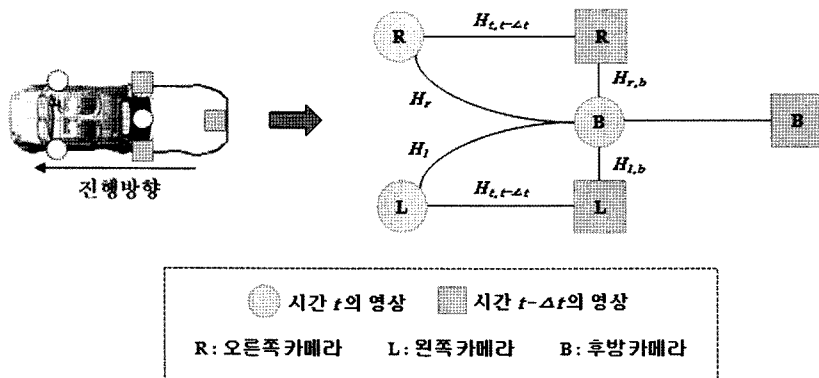 진행방향
R
H_{t,t-Δt}
R
H_r
H_{r,b}
B
B
H_l
H_{l,b}
L
H_{t,t-Δt}
L
시간 t의 영상
시간 t-Δt의 영상
R: 오른쪽 카메라 L: 왼쪽 카메라 B: 후방 카메라